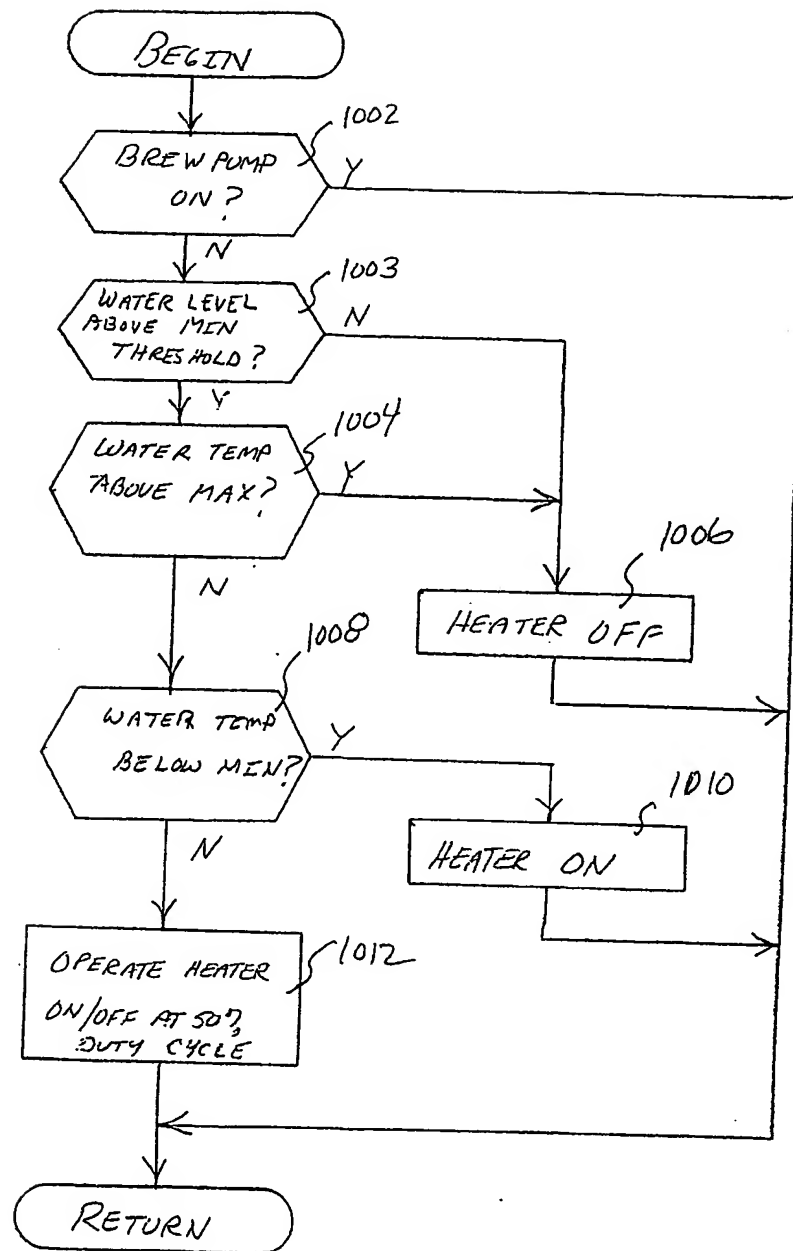 BEGIN
1002
BREW PUMP
ON?
Y
N
1003
WATER LEVEL
ABOVE MIN
THRESHOLD?
N
Y
1004
WATER TEMP
ABOVE MAX?
Y
N
1006
HEATER OFF
1008
WATER TEMP
BELOW MIN?
Y
N
1010
HEATER ON
1012
OPERATE HEATER
ON/OFF AT 50%
DUTY CYCLE
RETURN